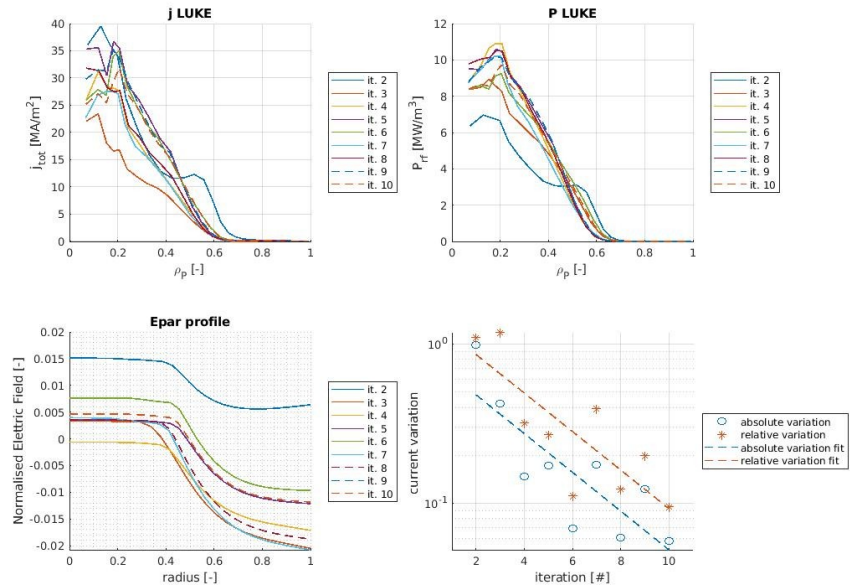 j LUKE
j_tot [MA/m²]
40
35
30
25
20
15
10
5
0
0
0.2
0.4
0.6
0.8
1
ρ_P [-]
it. 2
it. 3
it. 4
it. 5
it. 6
it. 7
it. 8
it. 9
it. 10
P LUKE
P_rf [MW/m³]
12
10
8
6
4
2
0
0
0.2
0.4
0.6
0.8
1
ρ_P [-]
it. 2
it. 3
it. 4
it. 5
it. 6
it. 7
it. 8
it. 9
it. 10
Epar profile
Normalised Elettric Field [-]
0.02
0.015
0.01
0.005
0
-0.005
-0.01
-0.015
-0.02
0
0.2
0.4
0.6
0.8
1
radius [-]
it. 2
it. 3
it. 4
it. 5
it. 6
it. 7
it. 8
it. 9
it. 10
current variation
10⁰
10⁻¹
2
4
6
8
10
iteration [#]
absolute variation
relative variation
absolute variation fit
relative variation fit